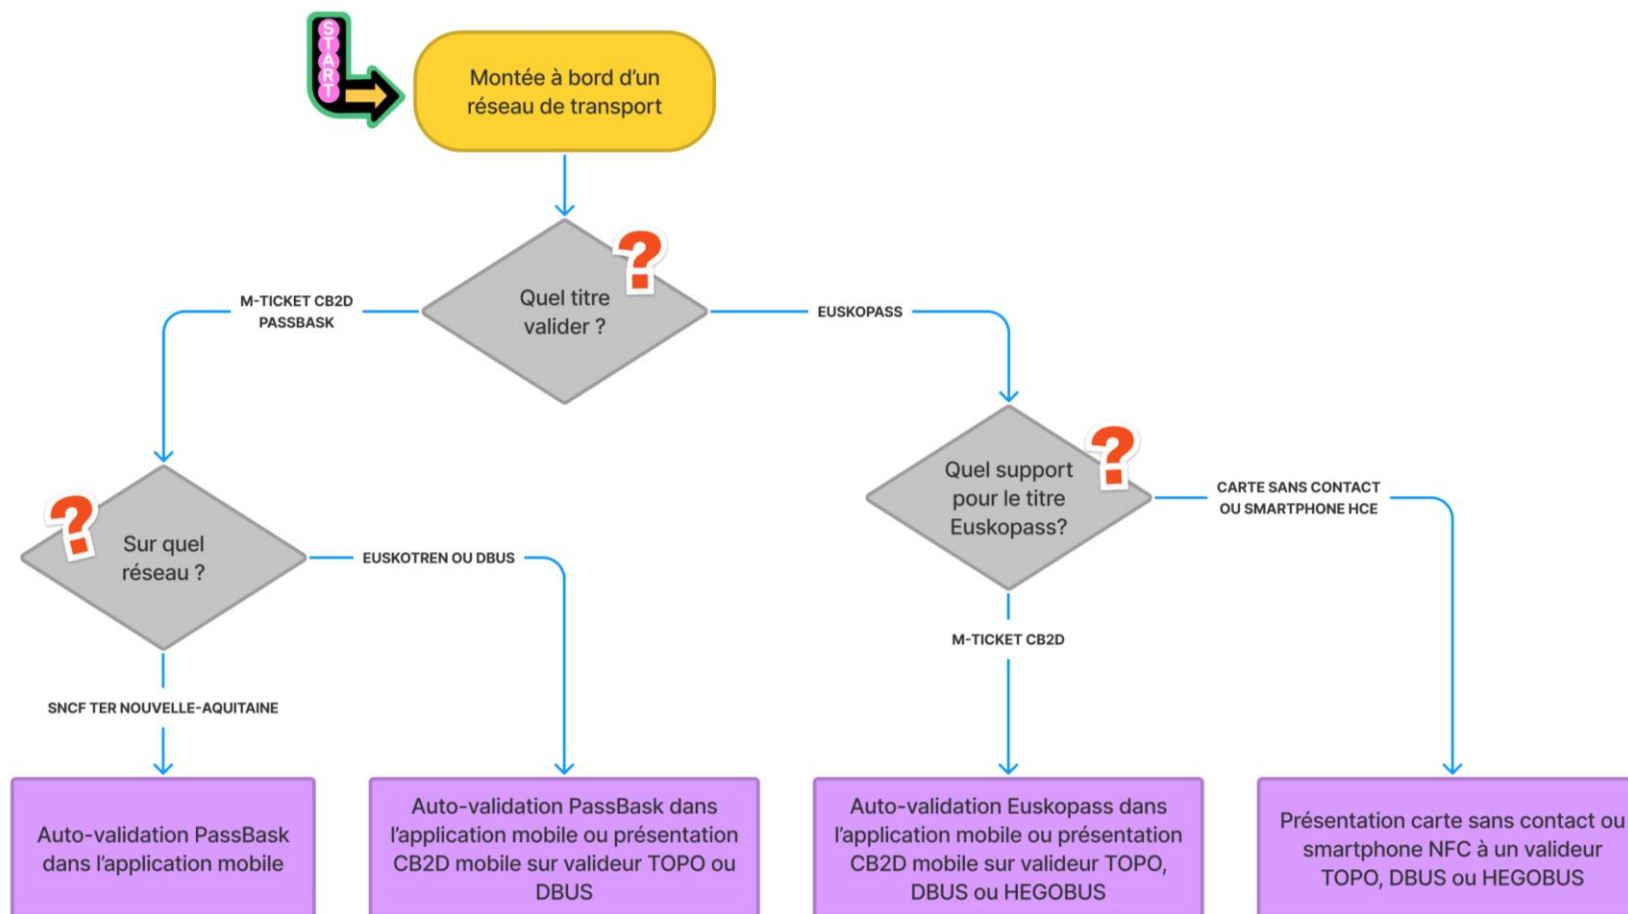 START
Montée à bord d’un
réseau de transport
?
Quel titre
valider ?
M-TICKET CB2D
PASSBASK
EUSKOPASS
?
Quel support
pour le titre
Euskopass?
CARTE SANS CONTACT
OU SMARTPHONE HCE
?
Sur quel
réseau ?
EUSKOTREN OU DBUS
M-TICKET CB2D
SNCF TER NOUVELLE-AQUITAINE
Auto-validation PassBask
dans l’application mobile
Auto-validation PassBask dans
l’application mobile ou présentation
CB2D mobile sur valideur TOPO ou
DBUS
Auto-validation Euskopass dans
l’application mobile ou présentation
CB2D mobile sur valideur TOPO,
DBUS ou HEGOBUS
Présentation carte sans contact ou
smartphone NFC à un valideur
TOPO, DBUS ou HEGOBUS